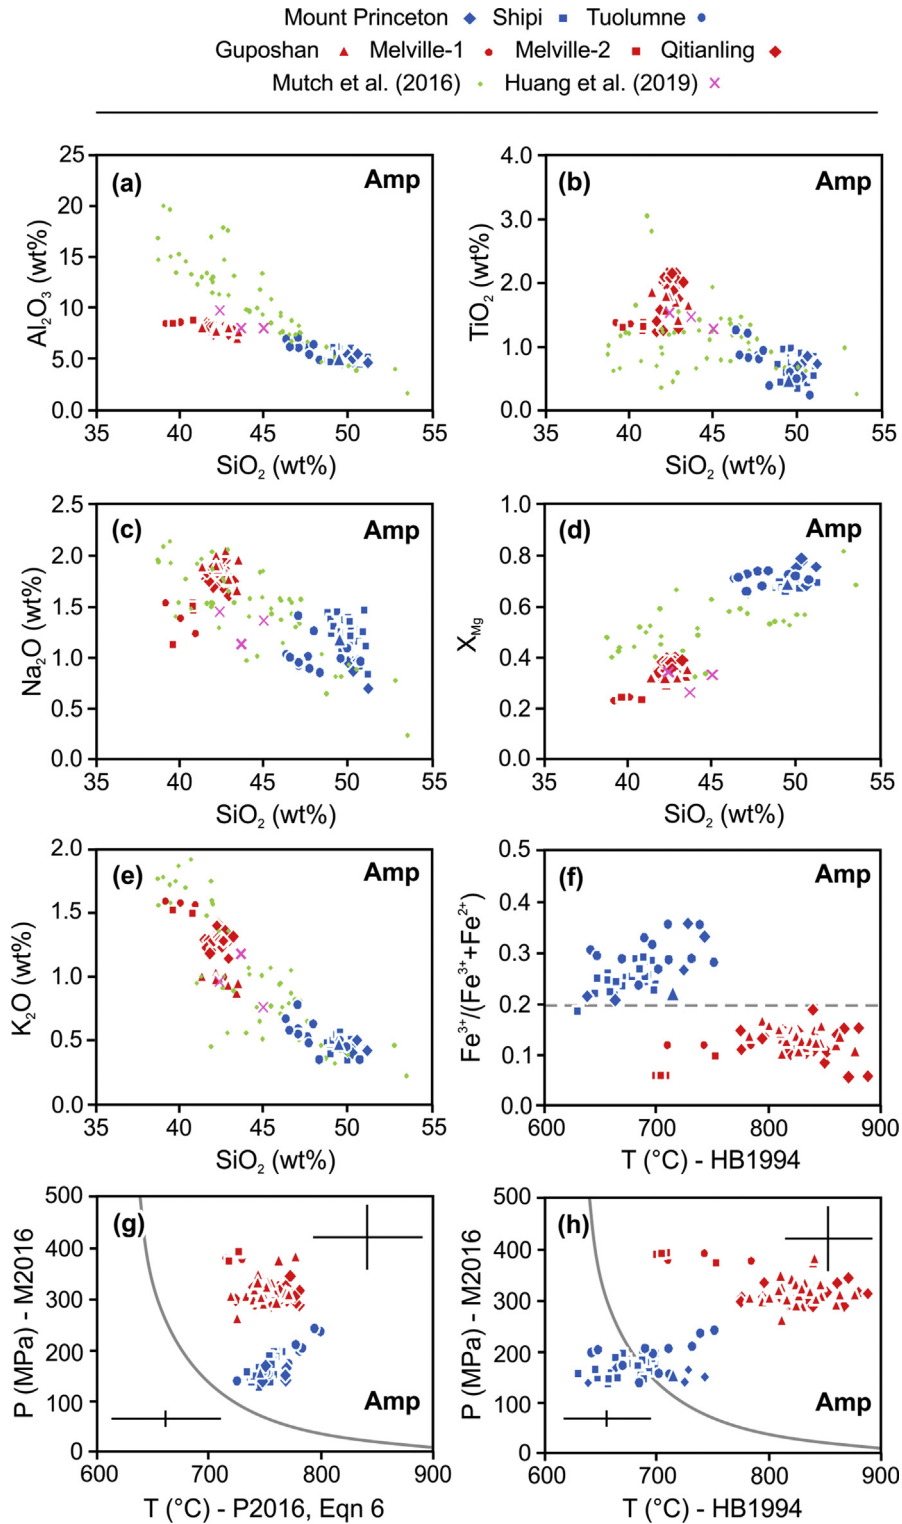 Mount Princeton Shipi Tuolumne
Guposhan Melville-1 Melville-2 Qitianling
Mutch et al. (2016) Huang et al. (2019)
(a) Amp
Al₂O₃ (wt%)
25
20
15
10
5.0
0.0
35 40 45 50 55
SiO₂ (wt%)
(b) Amp
TiO₂ (wt%)
4.0
3.0
2.0
1.0
0.0
35 40 45 50 55
SiO₂ (wt%)
(c) Amp
Na₂O (wt%)
2.5
2.0
1.5
1.0
0.5
0.0
35 40 45 50 55
SiO₂ (wt%)
(d) Amp
X_Mg
1.0
0.8
0.6
0.4
0.2
0.0
35 40 45 50 55
SiO₂ (wt%)
(e) Amp
K₂O (wt%)
2.0
1.5
1.0
0.5
0.0
35 40 45 50 55
SiO₂ (wt%)
(f) Amp
Fe³⁺/(Fe³⁺+Fe²⁺)
0.5
0.4
0.3
0.2
0.1
0.0
600 700 800 900
T (°C) - HB1994
(g)
Amp
P (MPa) - M2016
500
400
300
200
100
0
600 700 800 900
T (°C) - P2016, Eqn 6
(h)
Amp
P (MPa) - M2016
500
400
300
200
100
0
600 700 800 900
T (°C) - HB1994